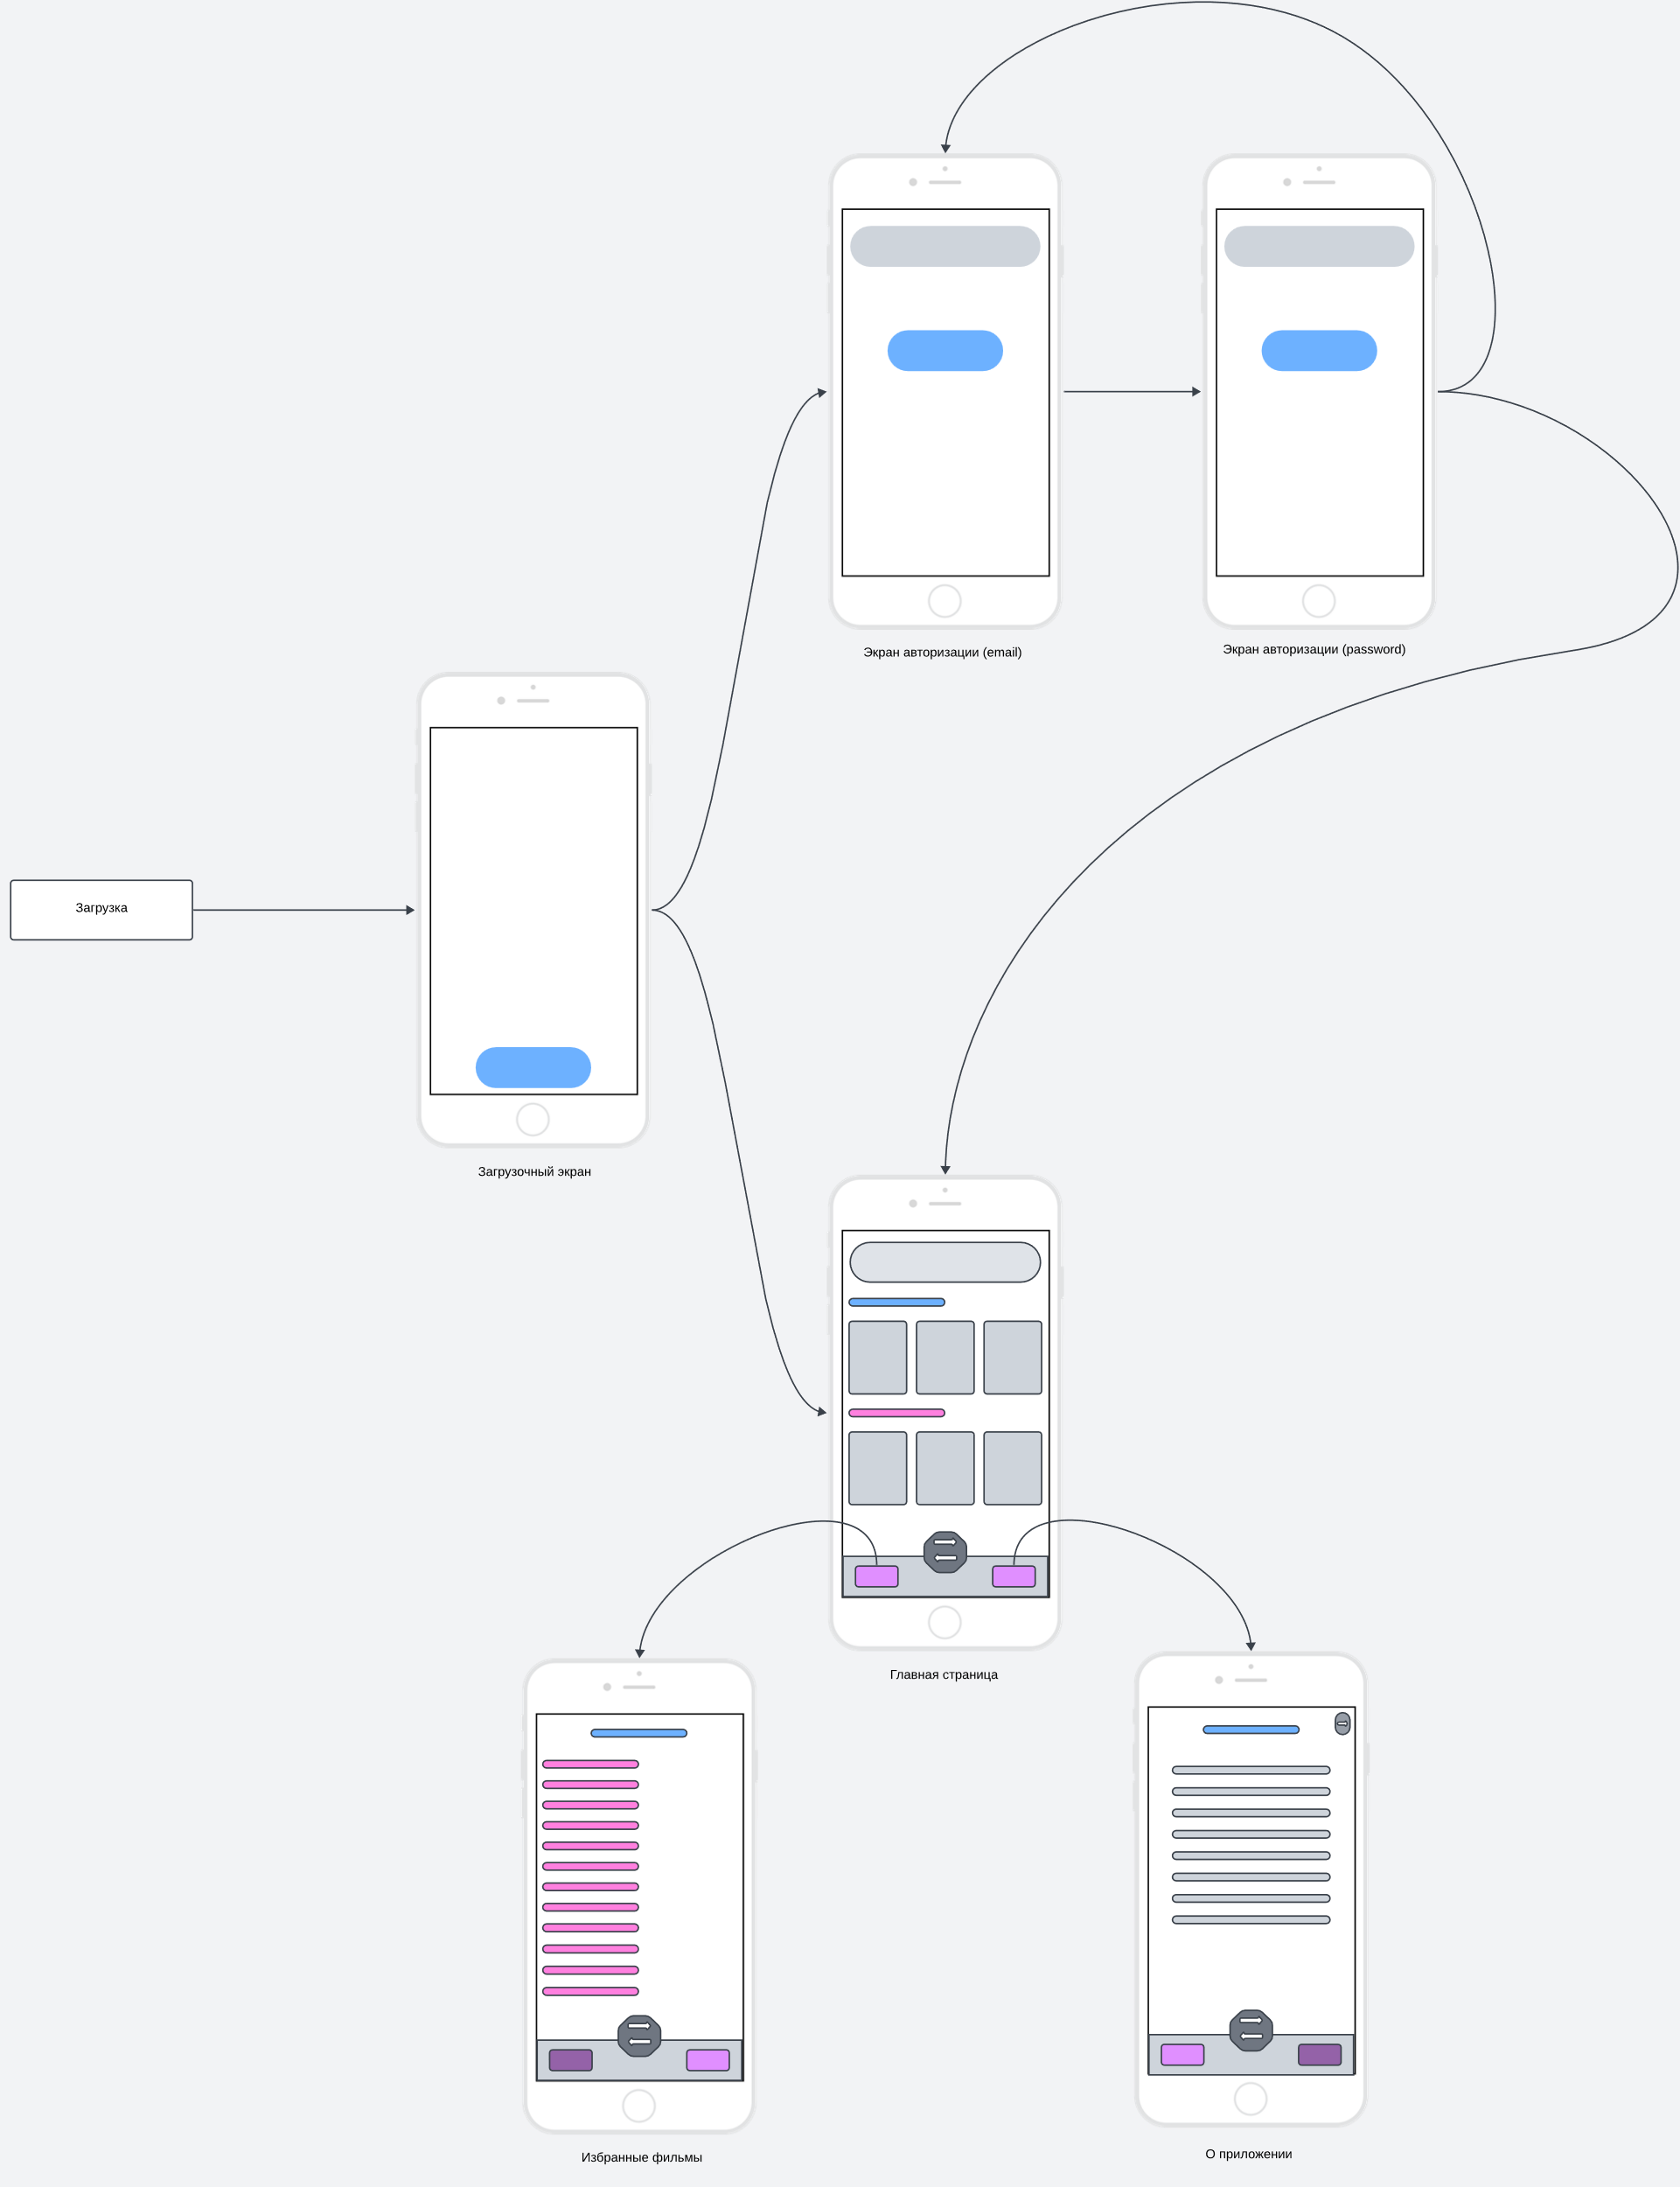 Экран авторизации (email)
Экран авторизации (password)
Загрузка
Загрузочный экран
Главная страница
Избранные фильмы
О приложении